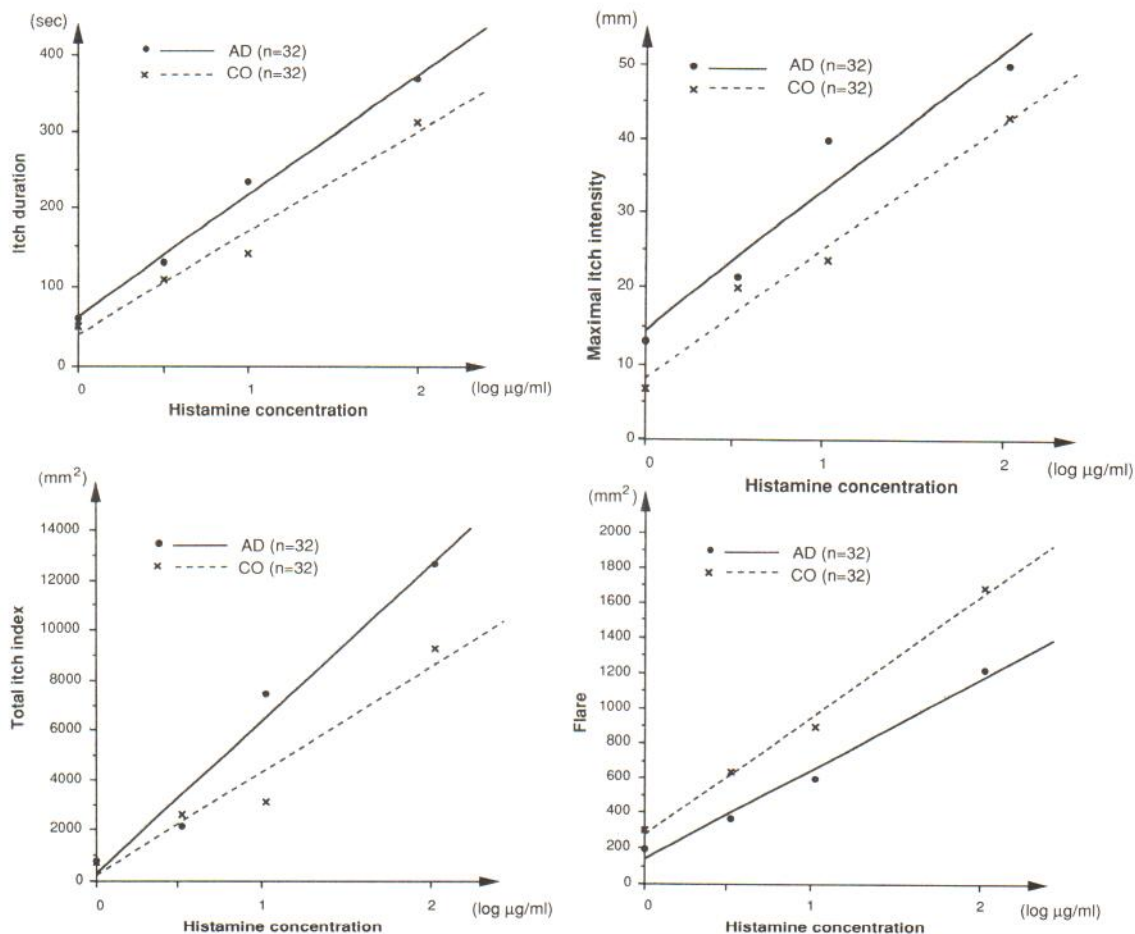 (sec)
400
300
200
100
0
Itch duration
AD (n=32)
CO (n=32)
0
1
2
(log µg/ml)
Histamine concentration
(mm)
50
40
30
20
10
0
Maximal itch intensity
AD (n=32)
CO (n=32)
0
1
2
(log µg/ml)
Histamine concentration
(mm²)
14000
12000
10000
8000
6000
4000
2000
0
Total itch index
AD (n=32)
CO (n=32)
0
1
2
(log µg/ml)
Histamine concentration
(mm²)
2000
1800
1600
1400
1200
1000
800
600
400
200
0
Flare
AD (n=32)
CO (n=32)
0
1
2
(log µg/ml)
Histamine concentration